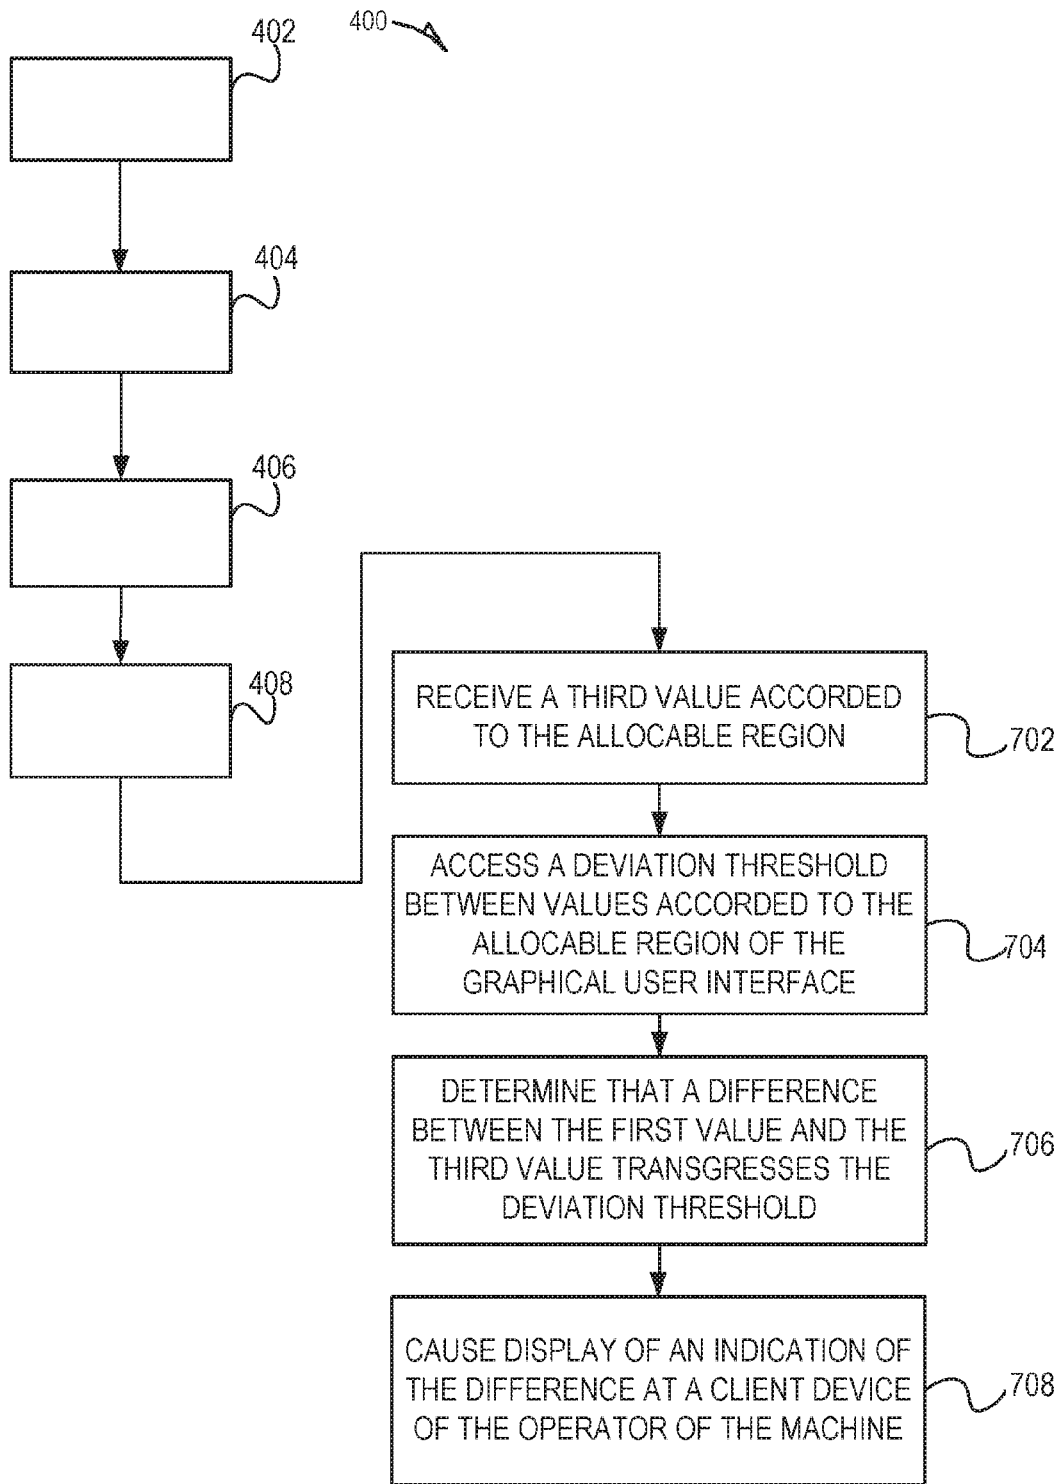 400
402
404
406
408
RECEIVE A THIRD VALUE ACCORDED
TO THE ALLOCABLE REGION
702
ACCESS A DEVIATION THRESHOLD
BETWEEN VALUES ACCORDED TO THE
ALLOCABLE REGION OF THE
GRAPHICAL USER INTERFACE
704
DETERMINE THAT A DIFFERENCE
BETWEEN THE FIRST VALUE AND THE
THIRD VALUE TRANSGRESSES THE
DEVIATION THRESHOLD
706
CAUSE DISPLAY OF AN INDICATION OF
THE DIFFERENCE AT A CLIENT DEVICE
OF THE OPERATOR OF THE MACHINE
708